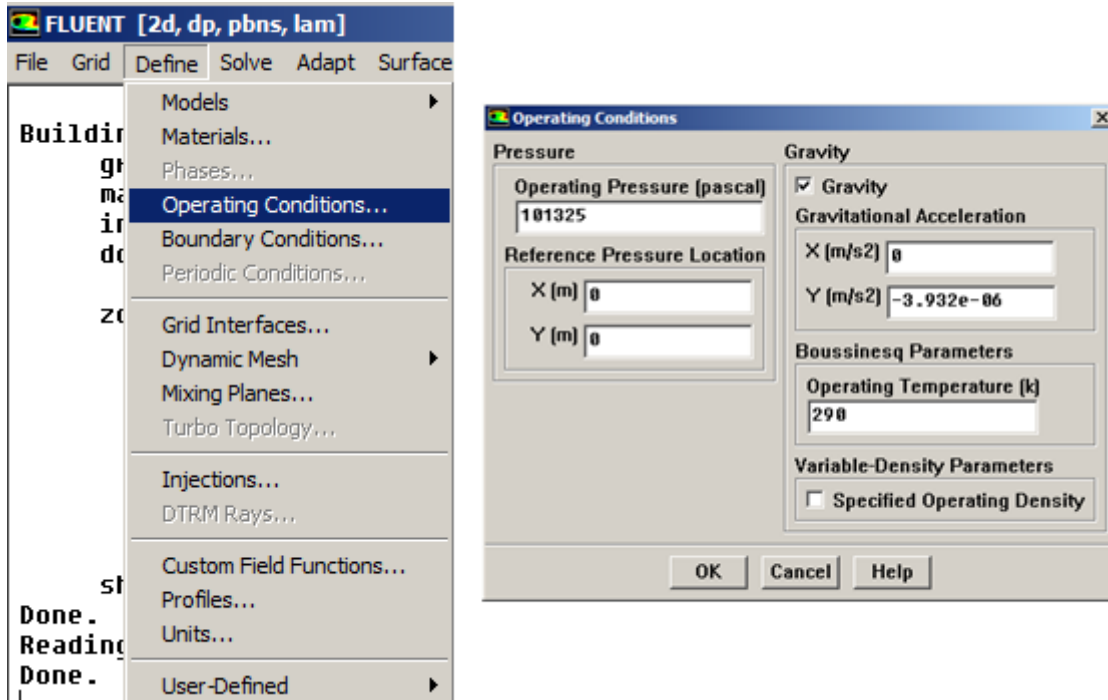 FLUENT [2d, dp, pbns, lam]
File Grid Define Solve Adapt Surface
Models
Materials...
Phases...
Operating Conditions...
Boundary Conditions...
Periodic Conditions...
Grid Interfaces...
Dynamic Mesh
Mixing Planes...
Turbo Topology...
Injections...
DTRM Rays...
Custom Field Functions...
Profiles...
Units...
User-Defined
Done.
Reading
Done.
Operating Conditions
Pressure
Operating Pressure (pascal)
101325
Reference Pressure Location
X (m) 0
Y (m) 0
Gravity
Gravity
Gravitational Acceleration
X (m/s2) 0
Y (m/s2) -3.932e-06
Boussinesq Parameters
Operating Temperature (k)
290
Variable-Density Parameters
Specified Operating Density
OK Cancel Help